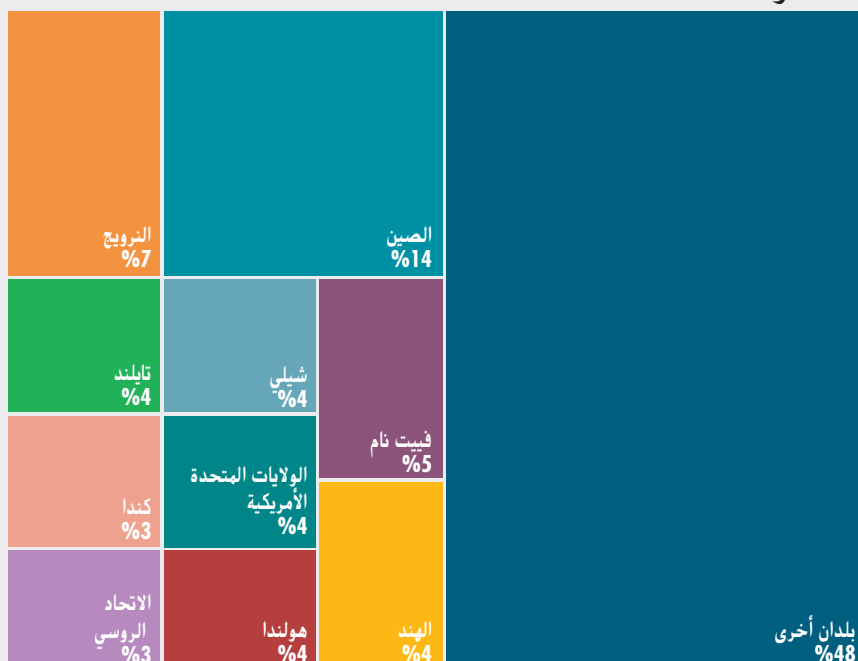 النرويج
%7
الصين
%14
تايلند
%4
شيلي
%4
فييت نام
%5
كندا
%3
الولايات المتحدة
الأمريكية
%4
الاتحاد
الروسي
%3
هولندا
%4
الهند
%4
بلدان أخرى
%48